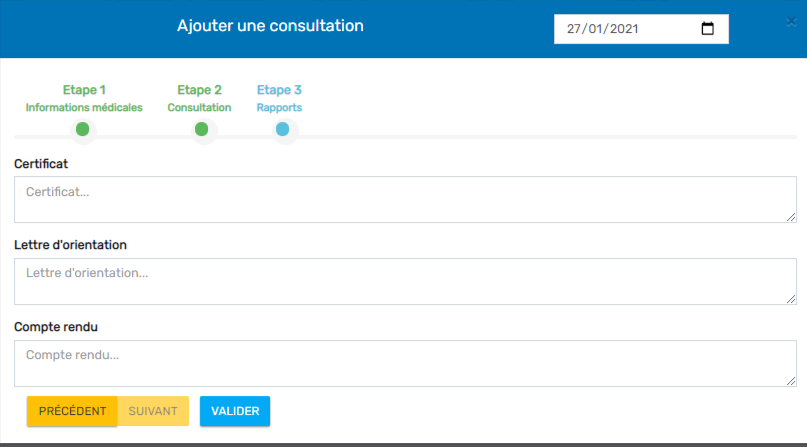 Ajouter une consultation
27/01/2021
×
Etape 1 Etape 2 Etape 3
Informations médicales Consultation Rapports
Certificat
Certificat...
Lettre d'orientation
Lettre d'orientation...
Compte rendu
Compte rendu...
PRÉCÉDENT SUIVANT VALIDER